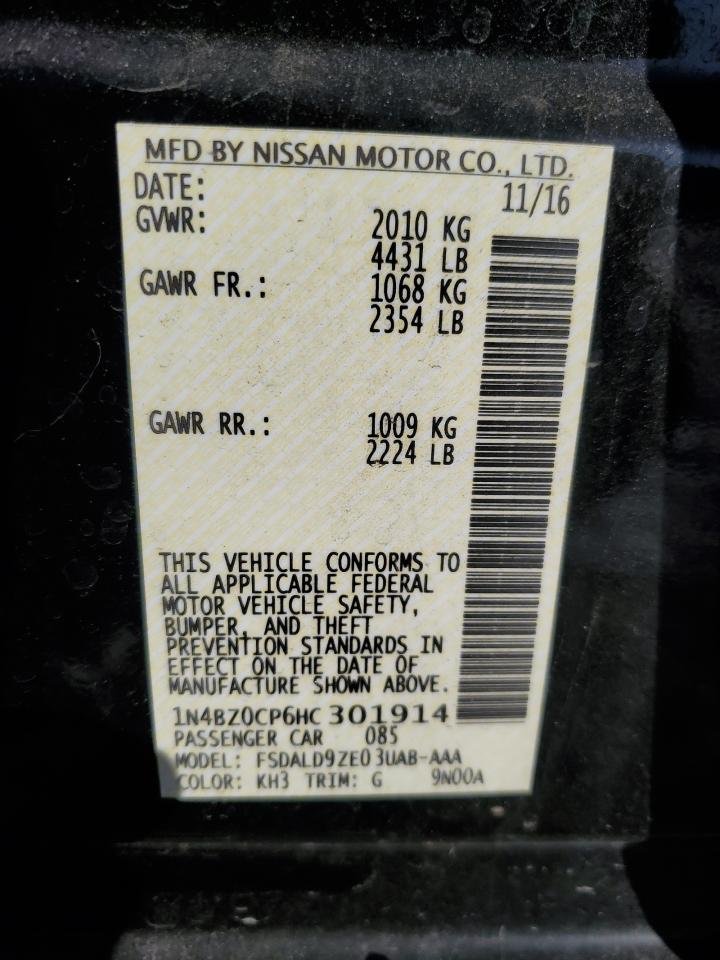 MFD BY NISSAN MOTOR CO., LTD.
DATE: 11/16
GVWR: 2010 KG
4431 LB
GAWR FR.: 1068 KG
2354 LB
GAWR RR.: 1009 KG
2224 LB
THIS VEHICLE CONFORMS TO
ALL APPLICABLE FEDERAL
MOTOR VEHICLE SAFETY,
BUMPER, AND THEFT
PREVENTION STANDARDS IN
EFFECT ON THE DATE OF
MANUFACTURE SHOWN ABOVE.
1N4BZ0CP6HC 301914
PASSENGER CAR 085
MODEL: FSDALD9ZE03UAB-AAA
COLOR: KH3 TRIM: G 9N00A